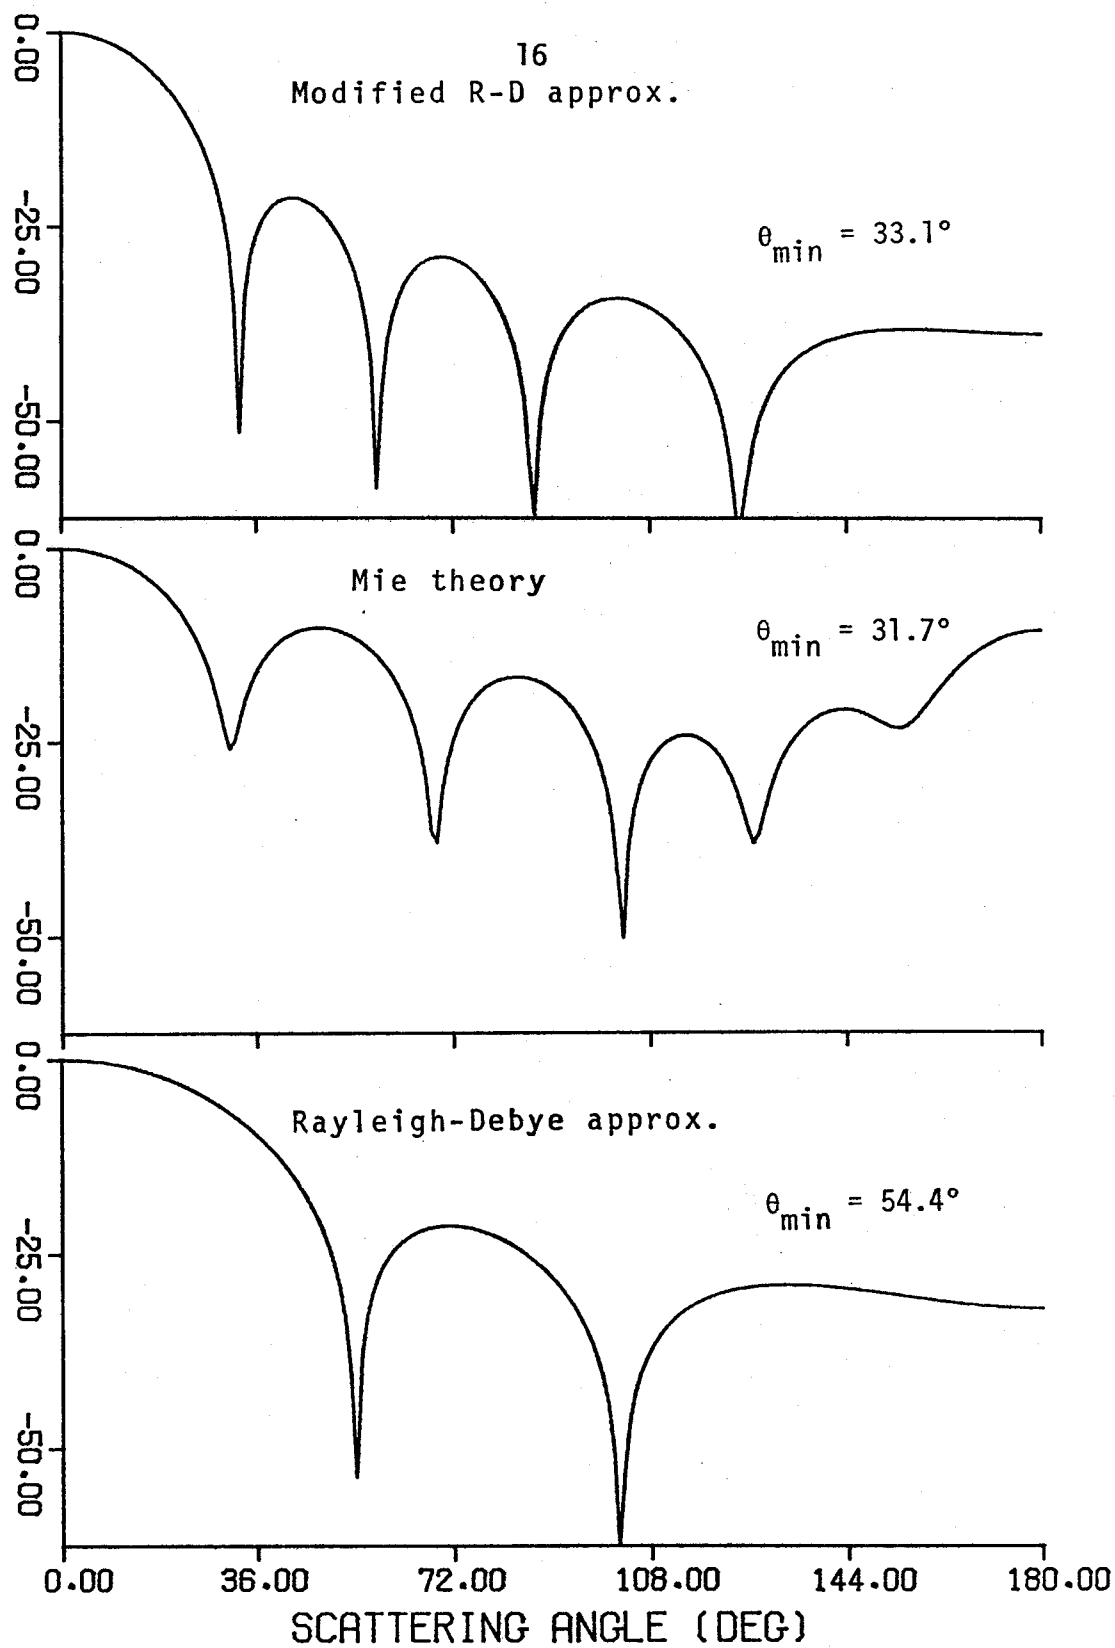 16
Modified R-D approx.
0.00
-25.00
-50.00
θmin = 33.1°
Mie theory
0.00
-25.00
-50.00
θmin = 31.7°
Rayleigh-Debye approx.
0.00
-25.00
-50.00
θmin = 54.4°
0.00 36.00 72.00 108.00 144.00 180.00
SCATTERING ANGLE (DEG)